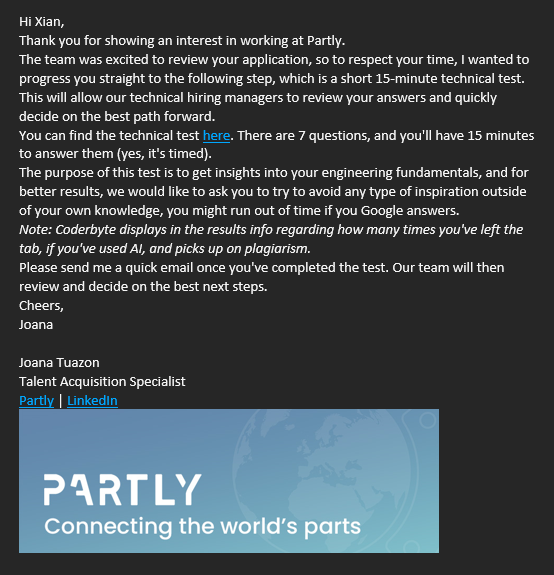 Hi Xian,
Thank you for showing an interest in working at Partly.
The team was excited to review your application, so to respect your time, I wanted to
progress you straight to the following step, which is a short 15-minute technical test.
This will allow our technical hiring managers to review your answers and quickly
decide on the best path forward.
You can find the technical test here. There are 7 questions, and you'll have 15 minutes
to answer them (yes, it's timed).
The purpose of this test is to get insights into your engineering fundamentals, and for
better results, we would like to ask you to try to avoid any type of inspiration outside
of your own knowledge, you might run out of time if you Google answers.
Note: Coderbyte displays in the results info regarding how many times you've left the
tab, if you've used AI, and picks up on plagiarism.
Please send me a quick email once you've completed the test. Our team will then
review and decide on the best next steps.
Cheers,
Joana
Joana Tuazon
Talent Acquisition Specialist
Partly | LinkedIn
PARTLY
Connecting the world's parts